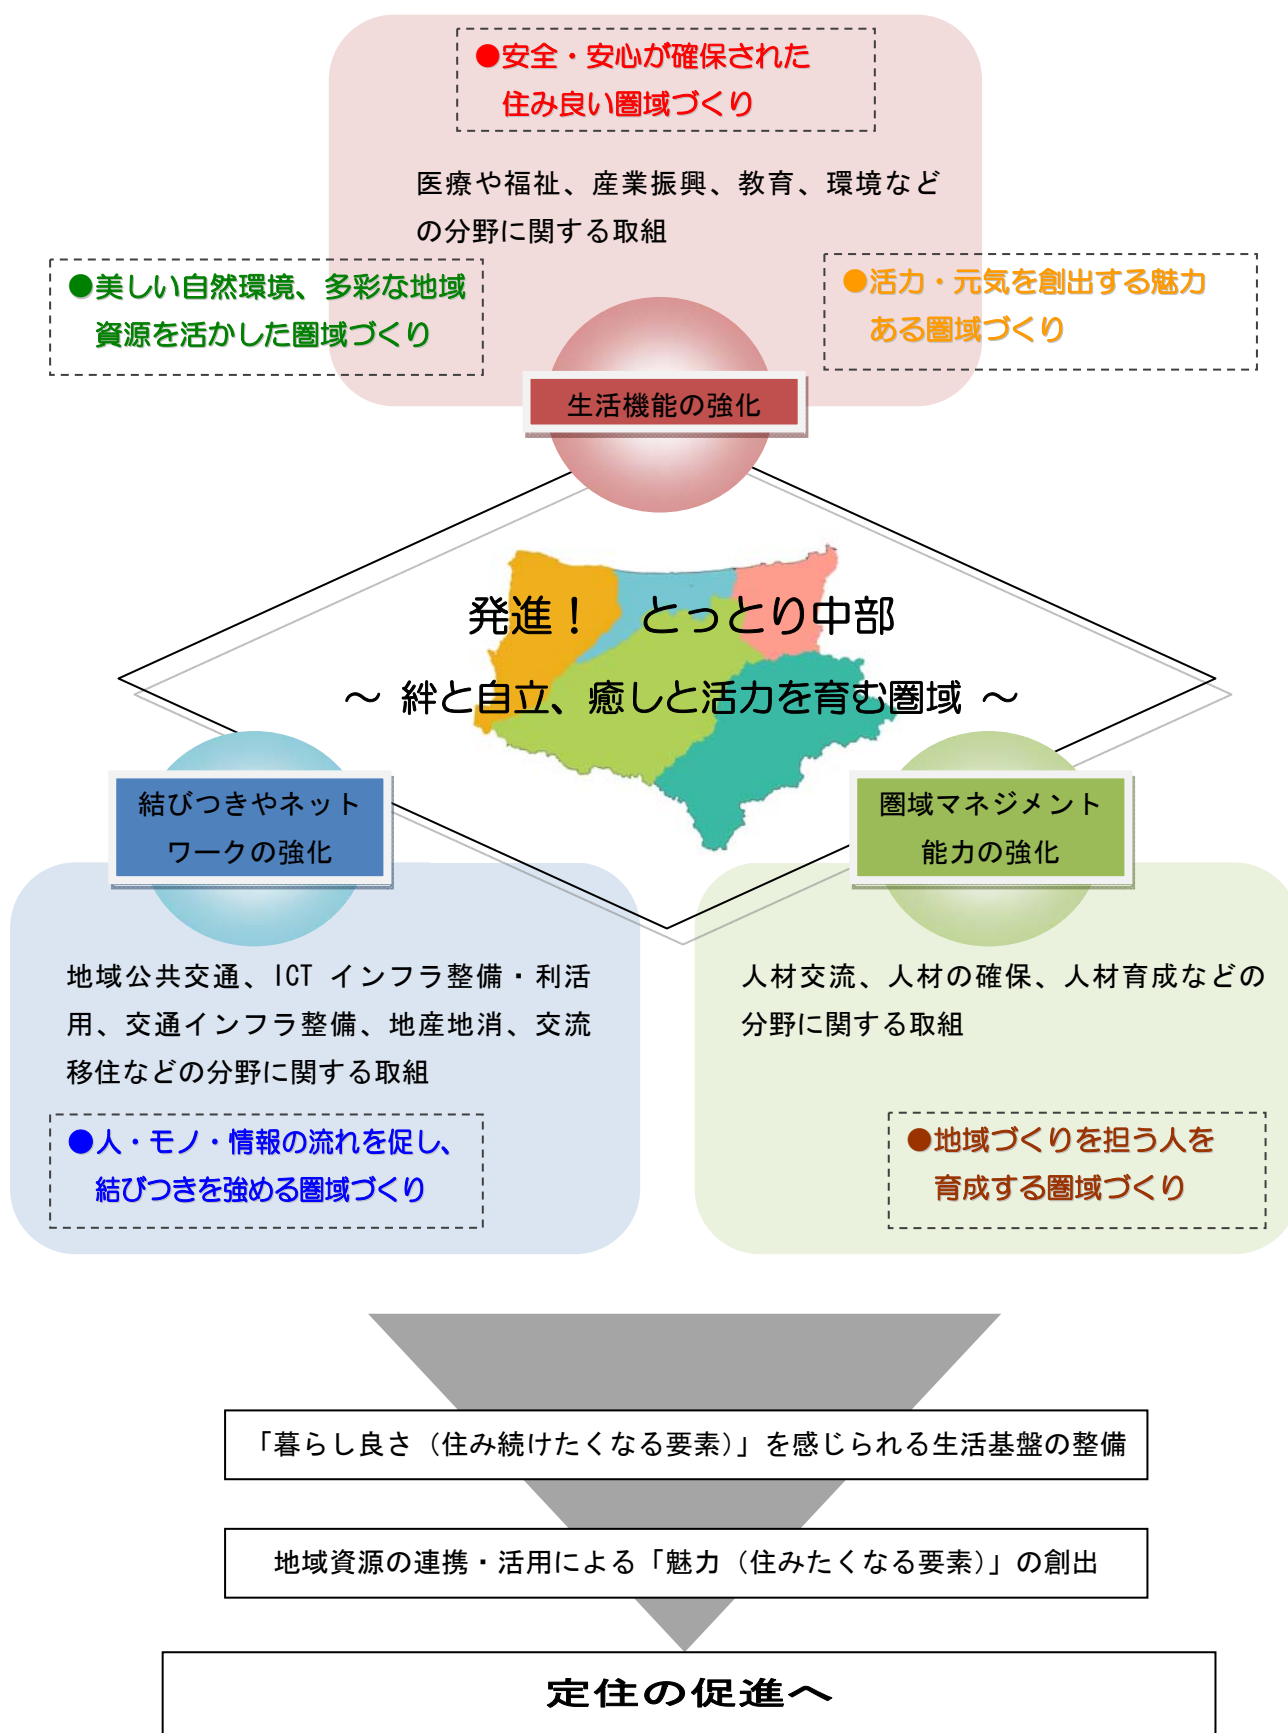 ●安全・安心が確保された
住み良い圏域づくり
医療や福祉、産業振興、教育、環境など
の分野に関する取組
●美しい自然環境、多彩な地域
資源を活かした圏域づくり
●活力・元気を創出する魅力
ある圏域づくり
生活機能の強化
発進！　とっとり中部
～ 絆と自立、癒しと活力を育む圏域 ～
結びつきやネット
ワークの強化
圏域マネジメント
能力の強化
地域公共交通、ICT インフラ整備・利活
用、交通インフラ整備、地産地消、交流
移住などの分野に関する取組
●人・モノ・情報の流れを促し、
結びつきを強める圏域づくり
人材交流、人材の確保、人材育成などの
分野に関する取組
●地域づくりを担う人を
育成する圏域づくり
「暮らし良さ（住み続けたくなる要素）」を感じられる生活基盤の整備
地域資源の連携・活用による「魅力（住みたくなる要素）」の創出
定住の促進へ